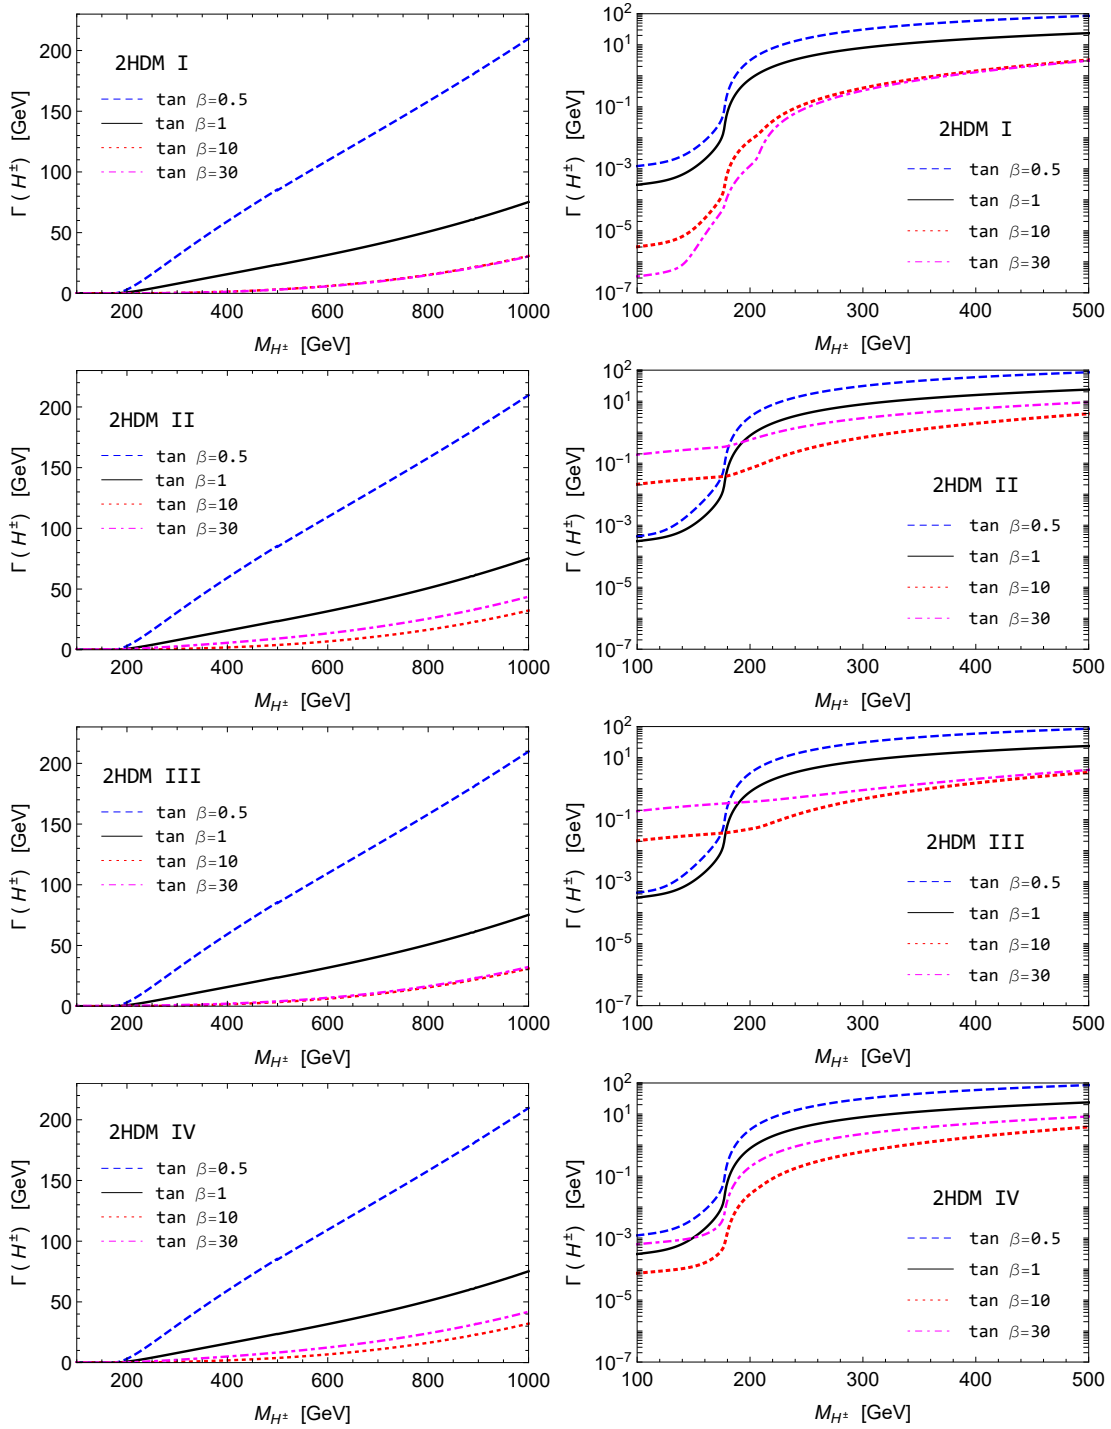 Γ ( H± ) [GeV]
200
150
100
50
0
2HDM I
tan β=0.5
tan β=1
tan β=10
tan β=30
200 400 600 800 1000
M_H± [GeV]
Γ ( H± ) [GeV]
10²
10¹
10⁻¹
10⁻³
10⁻⁵
10⁻⁷
2HDM I
tan β=0.5
tan β=1
tan β=10
tan β=30
100 200 300 400 500
M_H± [GeV]
Γ ( H± ) [GeV]
200
150
100
50
0
2HDM II
tan β=0.5
tan β=1
tan β=10
tan β=30
200 400 600 800 1000
M_H± [GeV]
Γ ( H± ) [GeV]
10²
10¹
10⁻¹
10⁻³
10⁻⁵
10⁻⁷
2HDM II
tan β=0.5
tan β=1
tan β=10
tan β=30
100 200 300 400 500
M_H± [GeV]
Γ ( H± ) [GeV]
200
150
100
50
0
2HDM III
tan β=0.5
tan β=1
tan β=10
tan β=30
200 400 600 800 1000
M_H± [GeV]
Γ ( H± ) [GeV]
10²
10¹
10⁻¹
10⁻³
10⁻⁵
10⁻⁷
2HDM III
tan β=0.5
tan β=1
tan β=10
tan β=30
100 200 300 400 500
M_H± [GeV]
Γ ( H± ) [GeV]
200
150
100
50
0
2HDM IV
tan β=0.5
tan β=1
tan β=10
tan β=30
200 400 600 800 1000
M_H± [GeV]
Γ ( H± ) [GeV]
10²
10¹
10⁻¹
10⁻³
10⁻⁵
10⁻⁷
2HDM IV
tan β=0.5
tan β=1
tan β=10
tan β=30
100 200 300 400 500
M_H± [GeV]